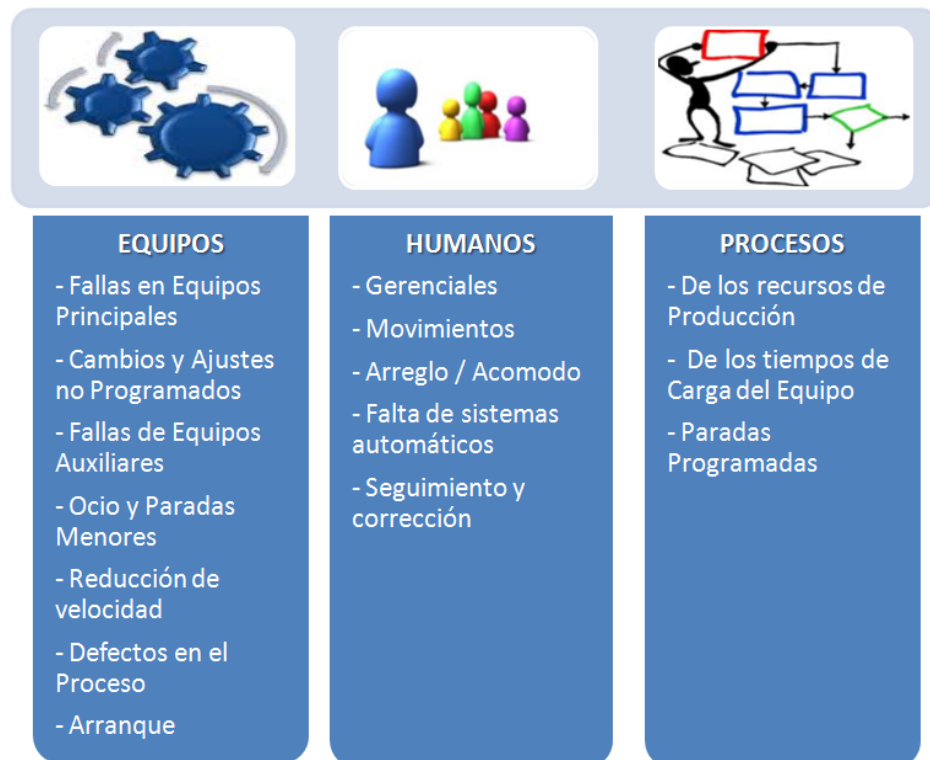 EQUIPOS
- Fallas en Equipos
Principales
- Cambios y Ajustes
no Programados
- Fallas de Equipos
Auxiliares
- Ocio y Paradas
Menores
- Reducción de
velocidad
- Defectos en el
Proceso
- Arranque
HUMANOS
- Gerenciales
- Movimientos
- Arreglo / Acomodo
- Falta de sistemas
automáticos
- Seguimiento y
corrección
PROCESOS
- De los recursos de
Producción
- De los tiempos de
Carga del Equipo
- Paradas
Programadas